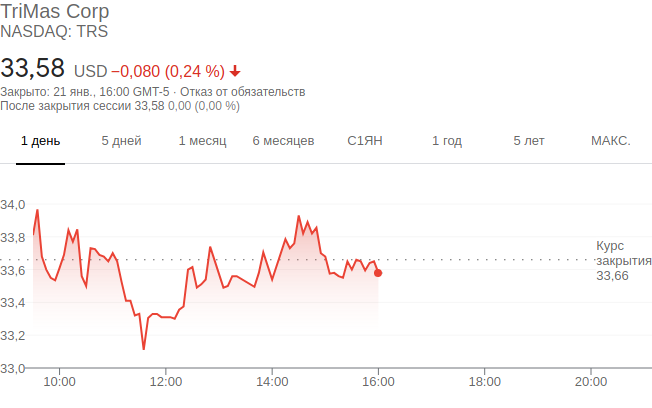 TriMas Corp
NASDAQ: TRS
33,58 USD −0,080 (0,24 %)
Закрыто: 21 янв., 16:00 GMT-5 · Отказ от обязательств
После закрытия сессии 33,58 0,00 (0,00 %)
1 день 5 дней 1 месяц 6 месяцев С1ЯН 1 год 5 лет МАКС.
34,0
33,8
33,6
33,4
33,2
33,0
Курс
закрытия
33,66
10:00 12:00 14:00 16:00 18:00 20:00